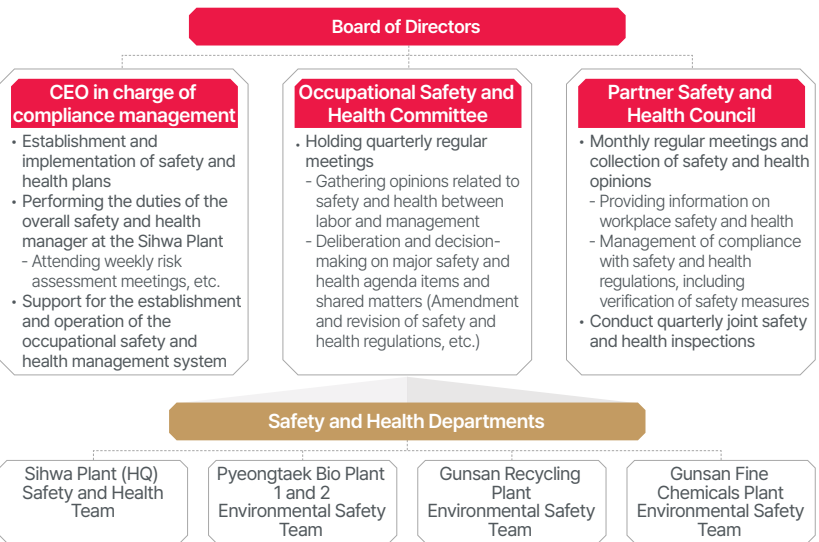 Board of Directors
CEO in charge of
compliance management
• Establishment and
implementation of safety and
health plans
• Performing the duties of the
overall safety and health
manager at the Sihwa Plant
- Attending weekly risk
assessment meetings, etc.
• Support for the establishment
and operation of the
occupational safety and
health management system
Occupational Safety and
Health Committee
• Holding quarterly regular
meetings
- Gathering opinions related to
safety and health between
labor and management
- Deliberation and decision-
making on major safety and
health agenda items and
shared matters (Amendment
and revision of safety and
health regulations, etc.)
Partner Safety and
Health Council
• Monthly regular meetings and
collection of safety and health
opinions
- Providing information on
workplace safety and health
- Management of compliance
with safety and health
regulations, including
verification of safety measures
• Conduct quarterly joint safety
and health inspections
Safety and Health Departments
Sihwa Plant (HQ)
Safety and Health
Team
Pyeongtaek Bio Plant
1 and 2
Environmental Safety
Team
Gunsan Recycling
Plant
Environmental Safety
Team
Gunsan Fine
Chemicals Plant
Environmental Safety
Team